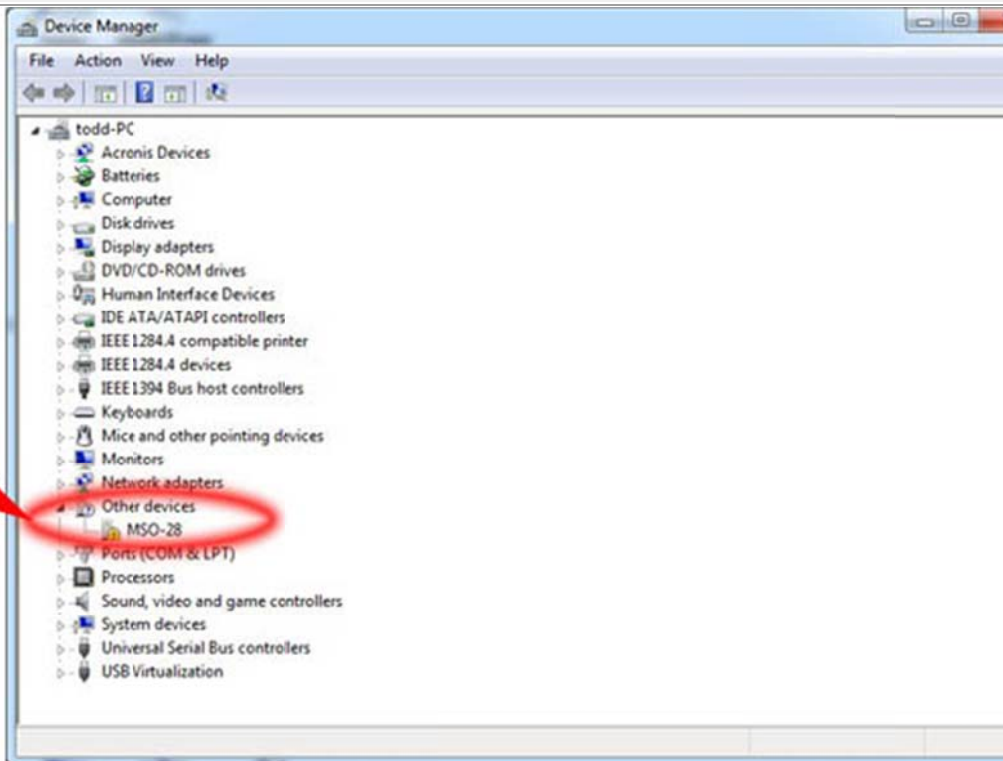 Device Manager
File Action View Help
todd-PC
Acronis Devices
Batteries
Computer
Disk drives
Display adapters
DVD/CD-ROM drives
Human Interface Devices
IDE ATA/ATAPI controllers
IEEE 1284.4 compatible printer
IEEE 1284.4 devices
IEEE 1394 Bus host controllers
Keyboards
Mice and other pointing devices
Monitors
Network adapters
Other devices
MSO-28
Ports (COM & LPT)
Processors
Sound, video and game controllers
System devices
Universal Serial Bus controllers
USB Virtualization